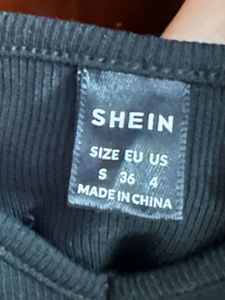 SHEIN
SIZE EU US
S 36 4
MADE IN CHINA